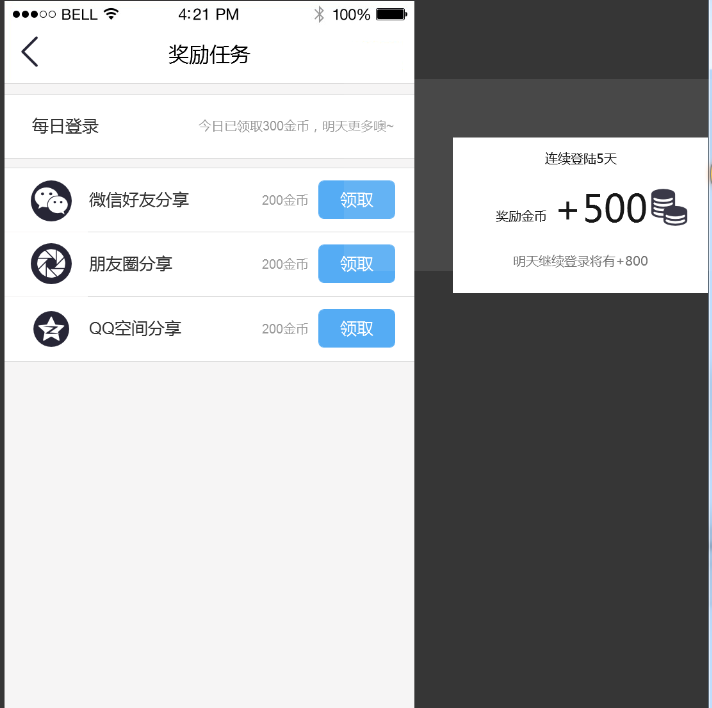 BELL 4:21 PM 100%
奖励任务
每日登录 今日已领取300金币，明天更多噢~
微信好友分享 200金币 领取
朋友圈分享 200金币 领取
QQ空间分享 200金币 领取
连续登陆5天
奖励金币 +500
明天继续登录将有+800